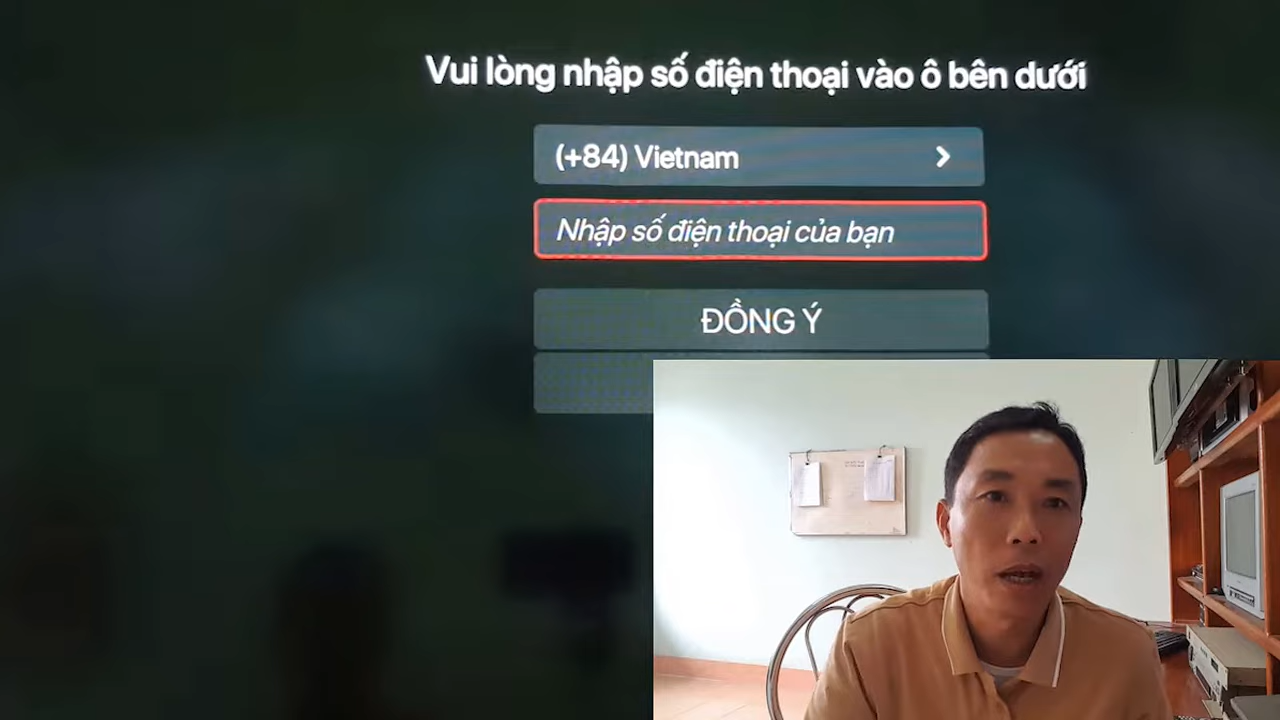 Vui lòng nhập số điện thoại vào ô bên dưới
(+84) Vietnam
Nhập số điện thoại của bạn
ĐỒNG Ý